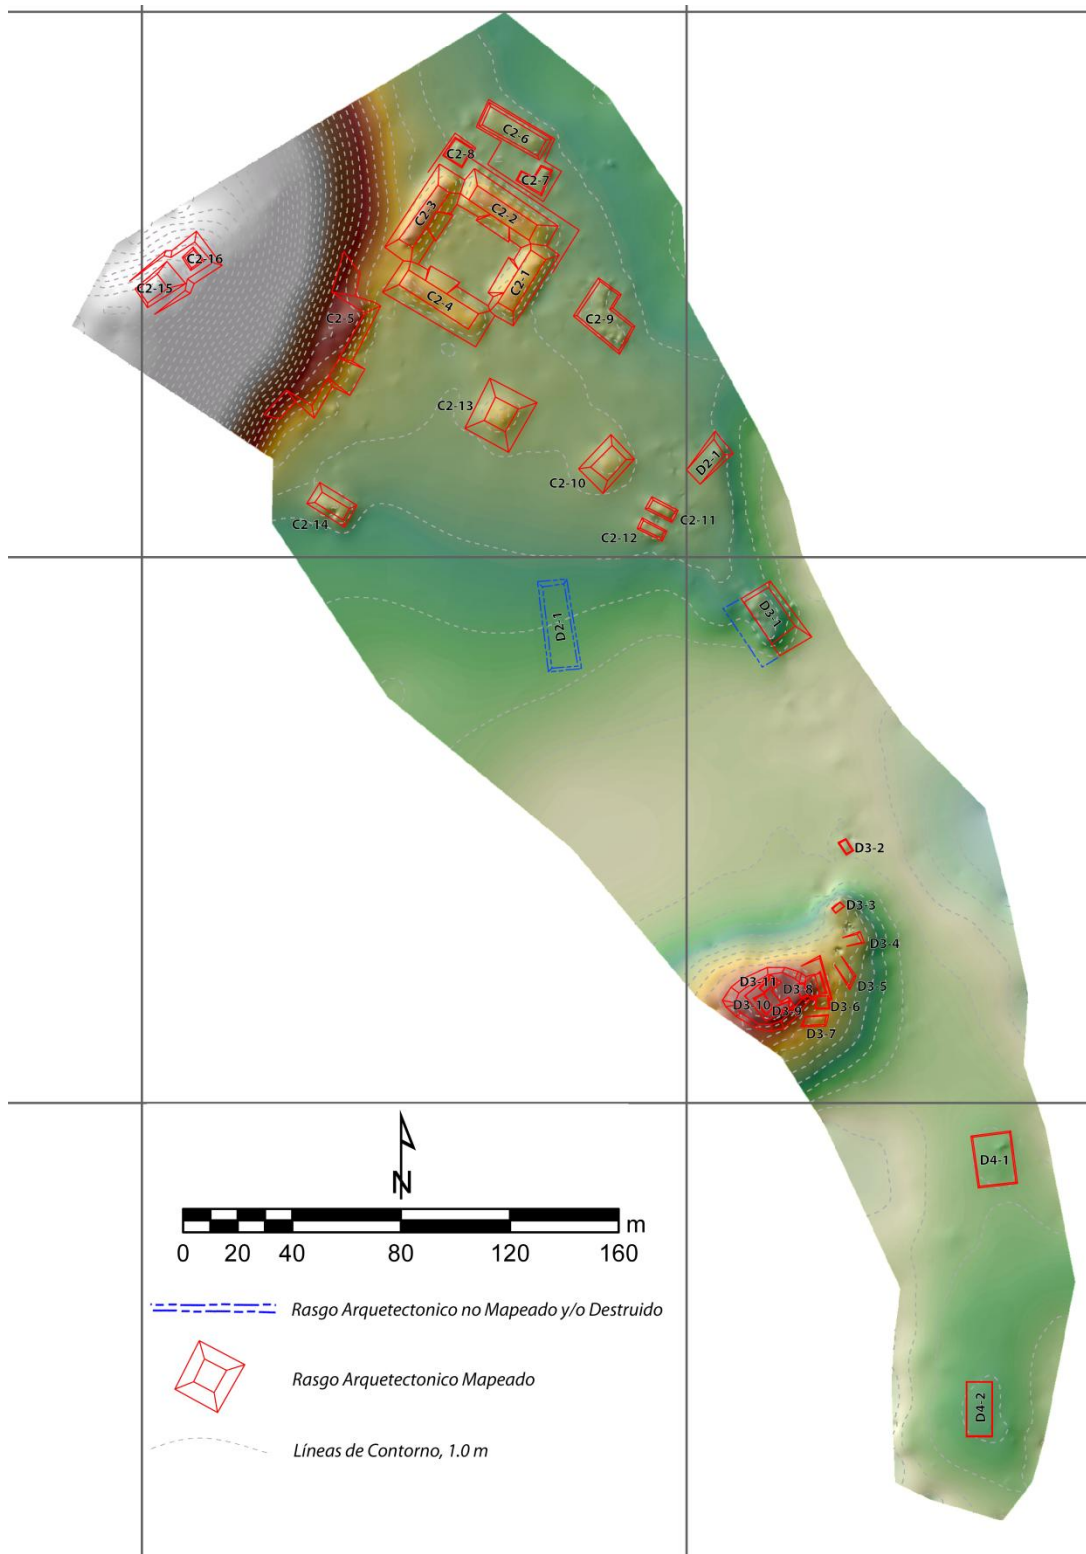 C2-6
C2-8
C2-7
C2-3
C2-2
C2-1
C2-4
C2-16
C2-15
C2-5
C2-9
C2-13
C2-10
D2-1
C2-14
C2-11
C2-12
D2-1
D3-1
D3-2
D3-3
D3-4
D3-5
D3-11
D3-8
D3-10
D3-9
D3-6
D3-7
D4-1
N
m
0 20 40 80 120 160
Rasgo Arquetectonico no Mapeado y/o Destruido
Rasgo Arquetectonico Mapeado
D4-2
Líneas de Contorno, 1.0 m